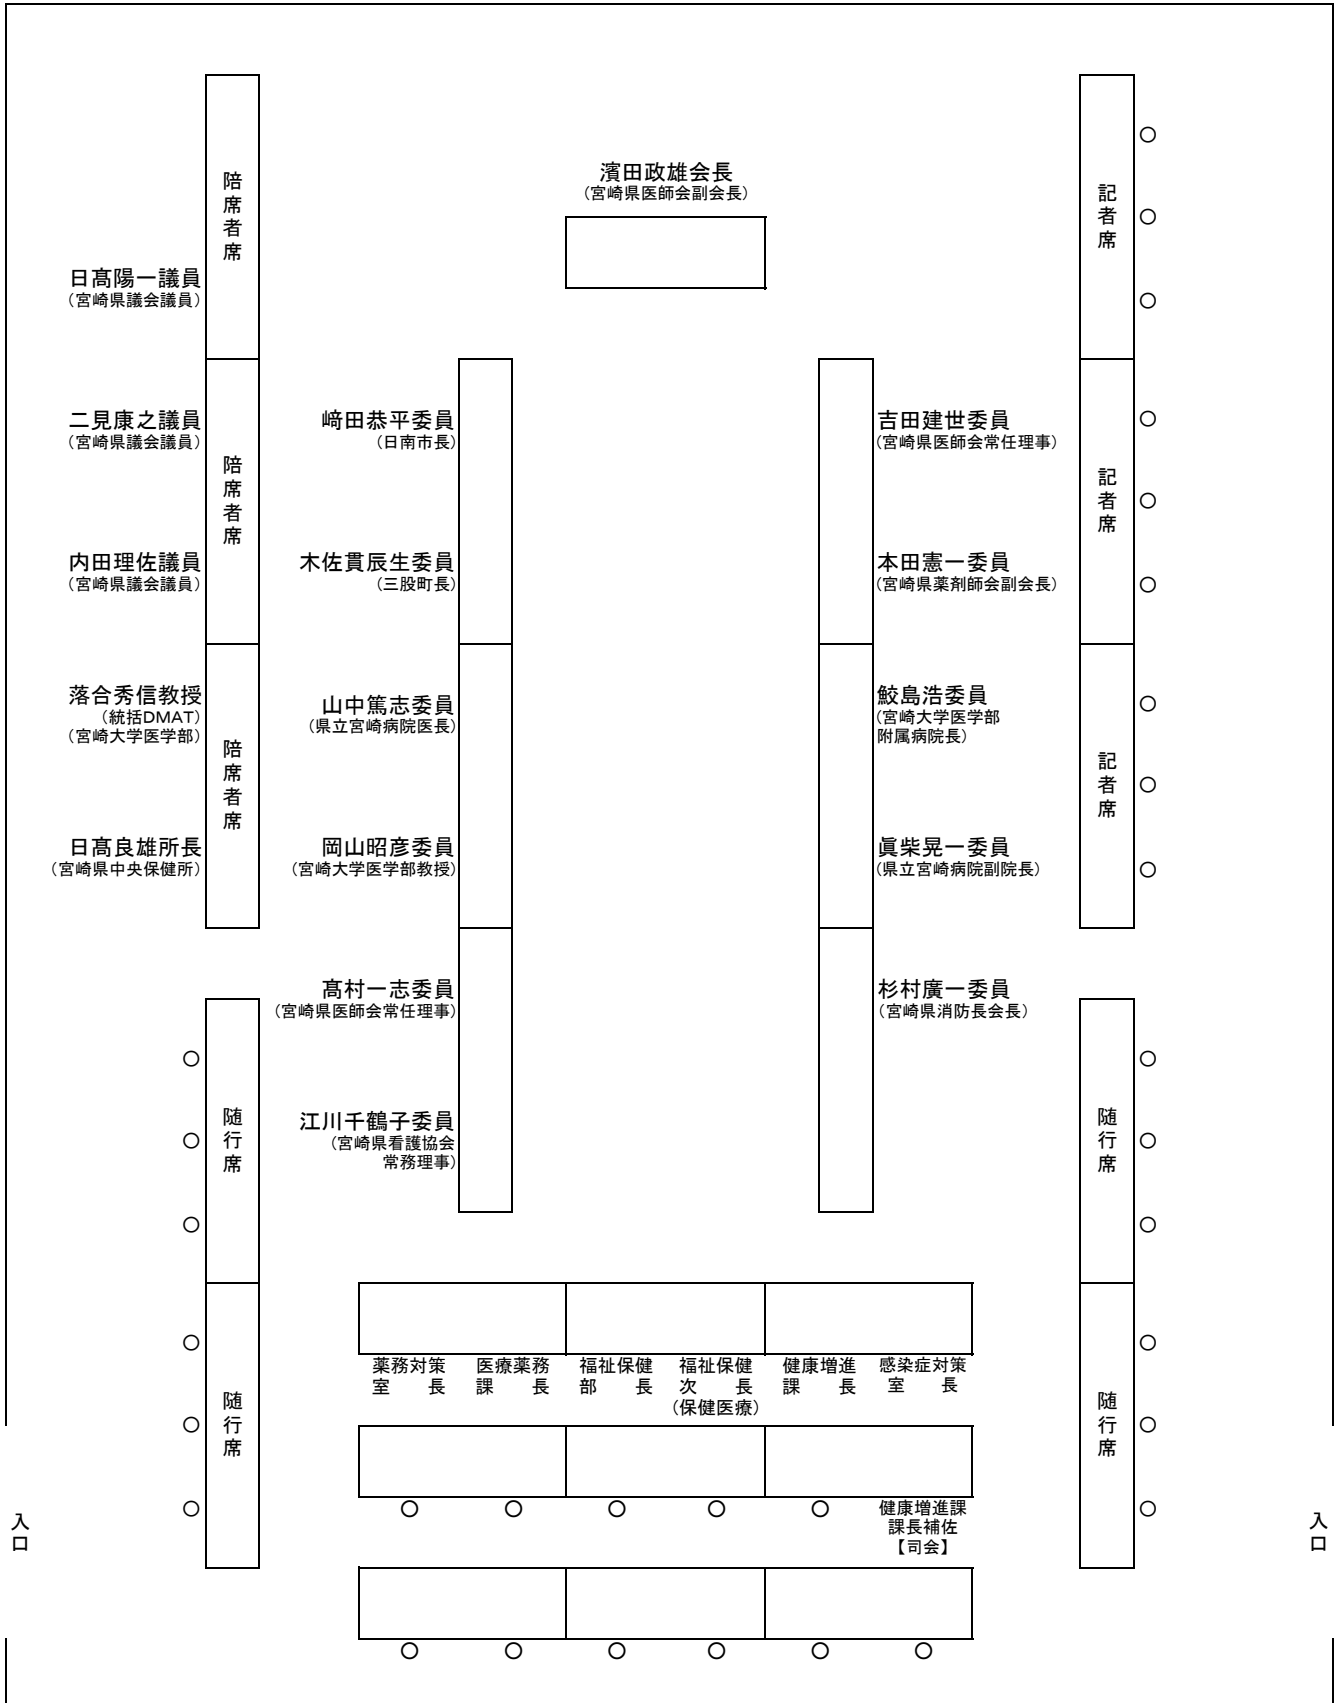 濱田政雄会長
（宮崎県医師会副会長）
陪席者席
記者席
日髙陽一議員
（宮崎県議会議員）
二見康之議員
（宮崎県議会議員）
陪席者席
内田理佐議員
（宮崎県議会議員）
落合秀信教授
（統括DMAT）
（宮崎大学医学部）
陪席者席
日髙良雄所長
（宮崎県中央保健所）
﨑田恭平委員
（日南市長）
木佐貫辰生委員
（三股町長）
山中篤志委員
（県立宮崎病院医長）
岡山昭彦委員
（宮崎大学医学部教授）
髙村一志委員
（宮崎県医師会常任理事）
江川千鶴子委員
（宮崎県看護協会
常務理事）
吉田建世委員
（宮崎県医師会常任理事）
本田憲一委員
（宮崎県薬剤師会副会長）
鮫島浩委員
（宮崎大学医学部
附属病院長）
眞柴晃一委員
（県立宮崎病院副院長）
杉村廣一委員
（宮崎県消防長会長）
記者席
記者席
随行席
随行席
随行席
随行席
薬務対策
室長
医療薬務
課長
福祉保健
部長
福祉保健
次長
（保健医療）
健康増進
課長
感染症対策
室長
健康増進課
課長補佐
【司会】
入口
入口